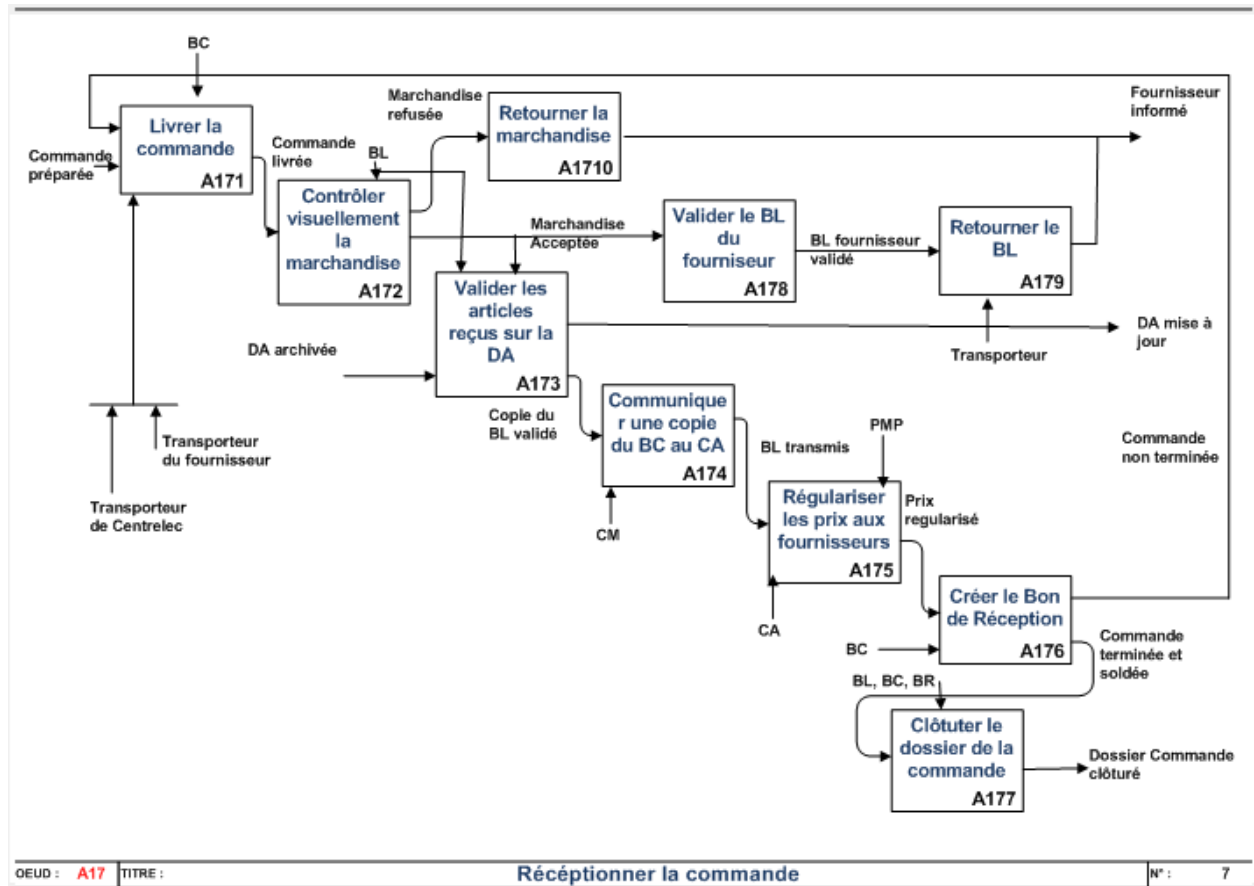 BC
Livrer la
commande
A171
Commande
préparée
Commande
livrée
BL
Marchandise
refusée
Retourner la
marchandise
A1710
Fournisseur
informé
Contrôler
visuellement
la
marchandise
A172
Marchandise
Acceptée
Valider le BL
du
fourniseur
A178
BL fournisseur
validé
Retourner le
BL
A179
Transporteur
DA archivée
Valider les
articles
reçus sur la
DA
A173
DA mise à
jour
Copie du
BL validé
Communique
r une copie
du BC au CA
A174
CM
BL transmis
PMP
Commande
non terminée
Transporteur
du fournisseur
Transporteur
de Centrelec
Régulariser
les prix aux
fournisseurs
A175
CA
Prix
regularisé
Créer le Bon
de Réception
A176
BC
Commande
terminée et
soldée
BL, BC, BR
Clôtuter le
dossier de la
commande
A177
Dossier Commande
clôturé
OEUD : A17 TITRE : Récéptionner la commande N° : 7